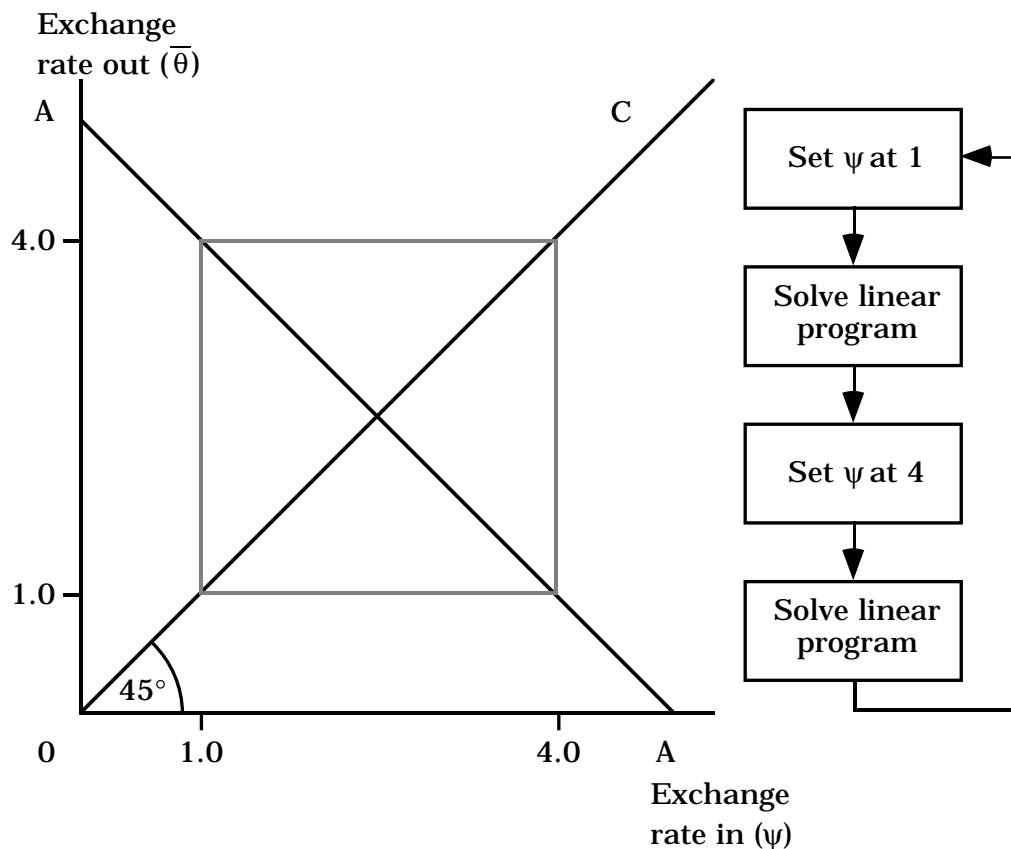 Exchange
rate out (θ̅)
A
C
4.0
1.0
45°
0
1.0
4.0
A
Exchange
rate in (ψ)
Set ψ at 1
Solve linear
program
Set ψ at 4
Solve linear
program